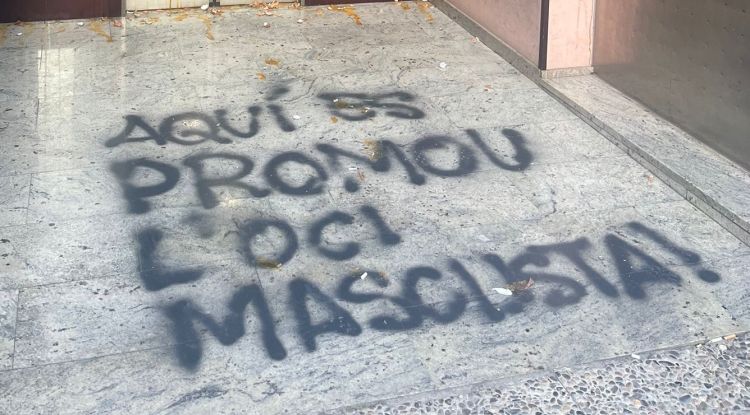 AQUÍ ES
PROMOU
L'OCI
MASCLISTA!